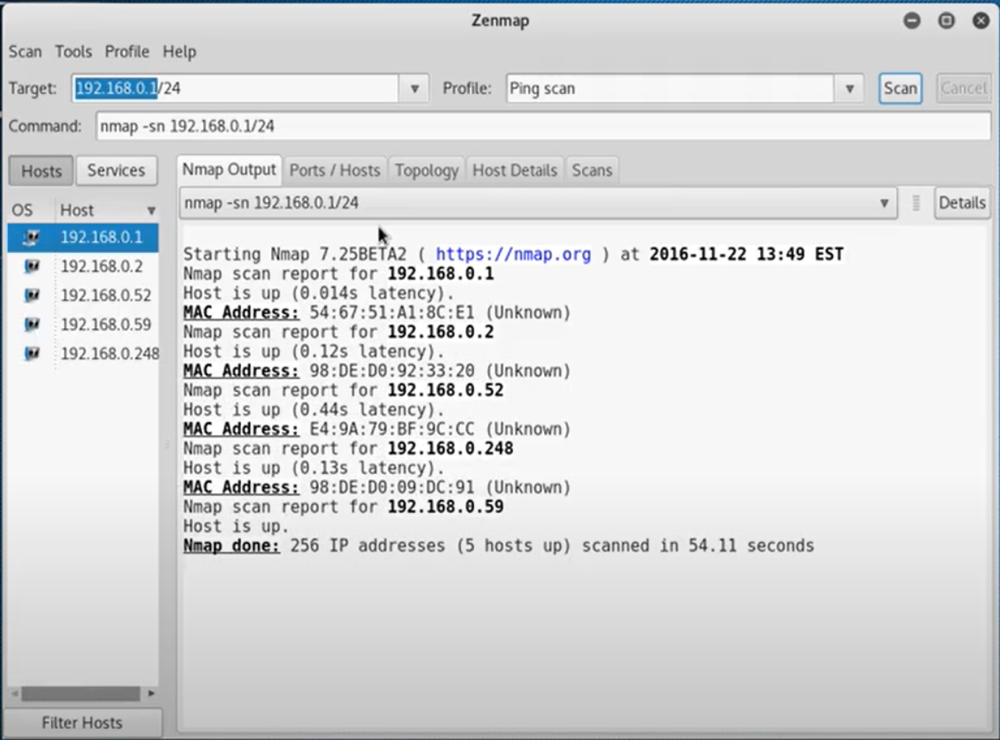 Zenmap
Scan Tools Profile Help
Target: 192.168.0.1/24 Profile: Ping scan Scan Cancel
Command: nmap -sn 192.168.0.1/24
Hosts Services
OS Host
192.168.0.1
192.168.0.2
192.168.0.52
192.168.0.59
192.168.0.248
Filter Hosts
Nmap Output Ports / Hosts Topology Host Details Scans
nmap -sn 192.168.0.1/24 Details
Starting Nmap 7.25BETA2 ( https://nmap.org ) at 2016-11-22 13:49 EST
Nmap scan report for 192.168.0.1
Host is up (0.014s latency).
MAC Address: 54:67:51:A1:8C:E1 (Unknown)
Nmap scan report for 192.168.0.2
Host is up (0.12s latency).
MAC Address: 98:DE:D0:92:33:20 (Unknown)
Nmap scan report for 192.168.0.52
Host is up (0.44s latency).
MAC Address: E4:9A:79:BF:9C:CC (Unknown)
Nmap scan report for 192.168.0.248
Host is up (0.13s latency).
MAC Address: 98:DE:D0:09:DC:91 (Unknown)
Nmap scan report for 192.168.0.59
Host is up.
Nmap done: 256 IP addresses (5 hosts up) scanned in 54.11 seconds